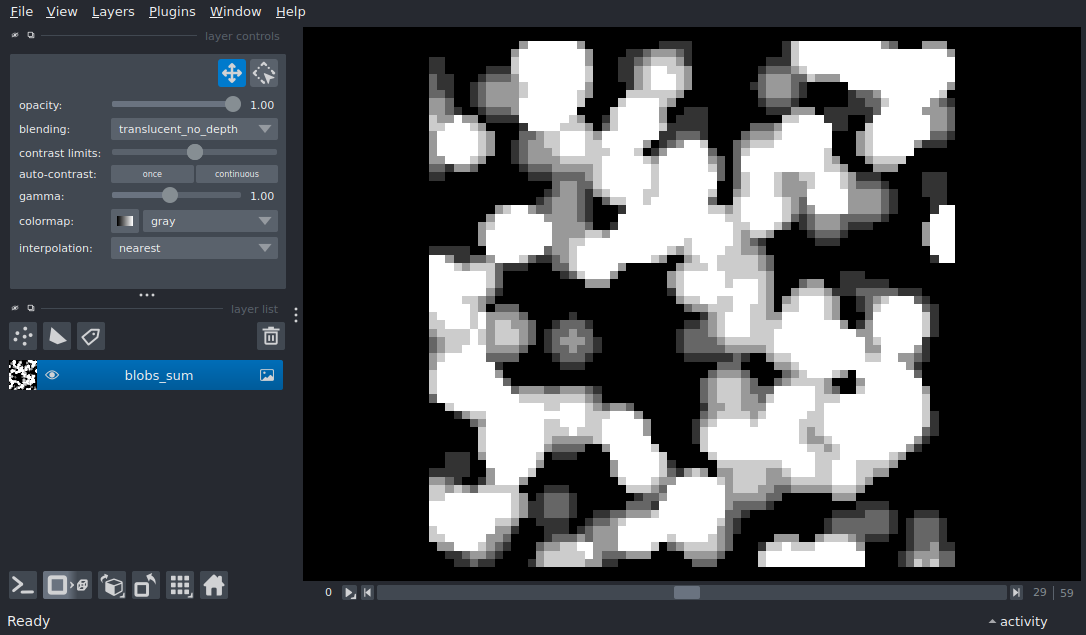 File View Layers Plugins Window Help
layer controls
opacity: 1.00
blending: translucent_no_depth
contrast limits:
auto-contrast: once continuous
gamma: 1.00
colormap: gray
interpolation: nearest
layer list
blobs_sum
0 29 59
Ready activity